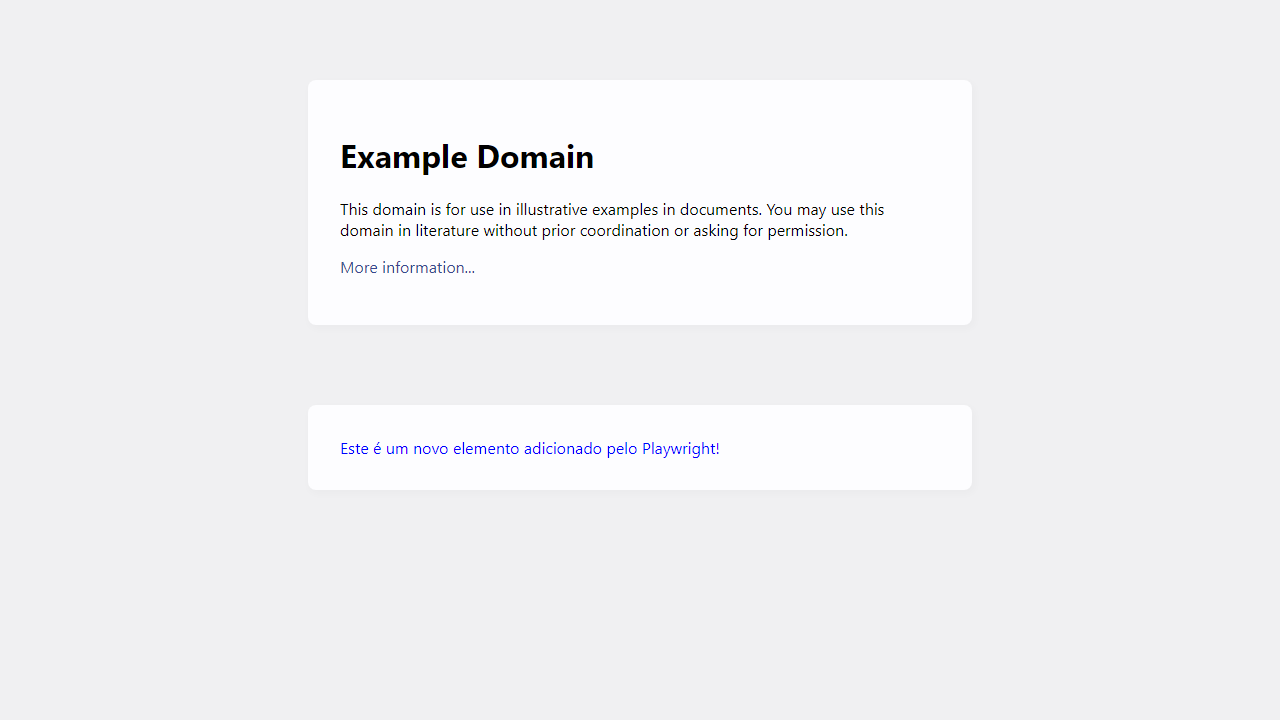 Example Domain
This domain is for use in illustrative examples in documents. You may use this
domain in literature without prior coordination or asking for permission.
More information...
Este é um novo elemento adicionado pelo Playwright!